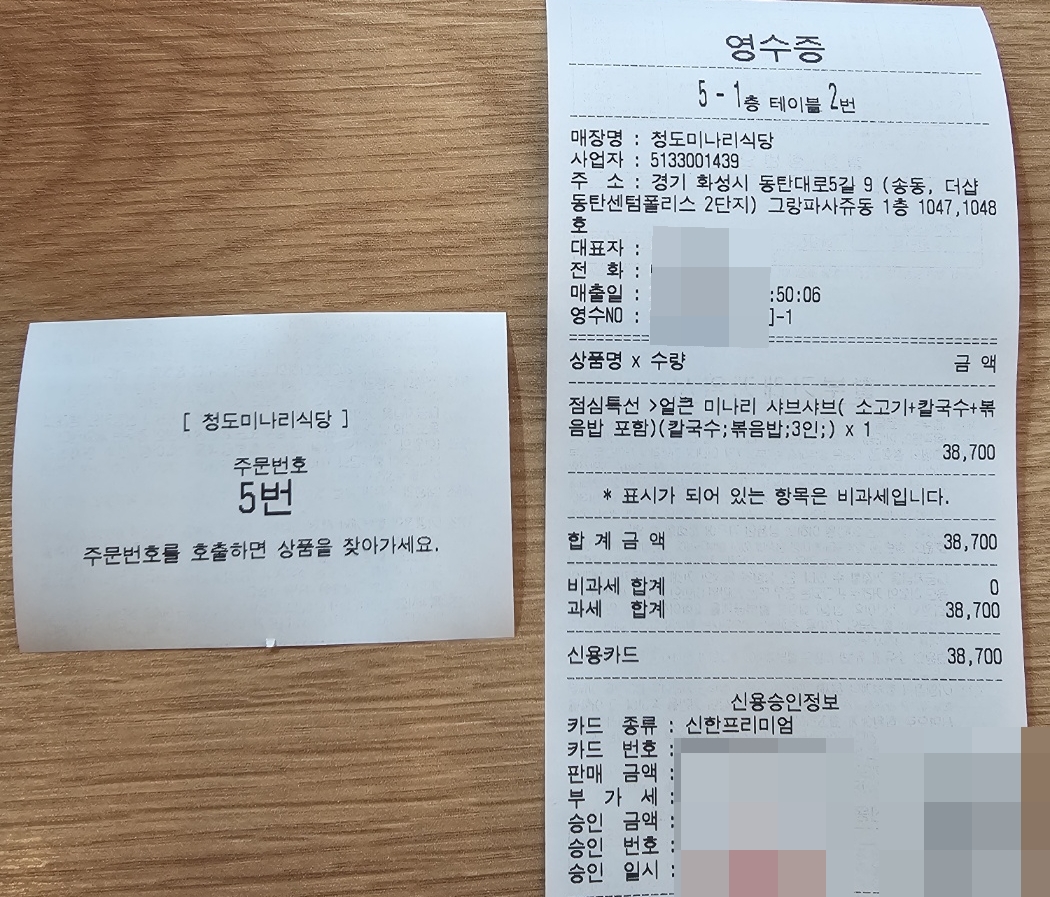 [ 청도미나리식당 ]
주문번호
5번
주문번호를 호출하면 상품을 찾아가세요.
영수증
5 - 1층 테이블 2번
매장명 : 청도미나리식당
사업자 : 5133001439
주 소 : 경기 화성시 동탄대로5길 9 (송동, 더샵
동탄센텀폴리스 2단지) 그랑파사쥬동 1층 1047,1048
호
대표자 :
전 화 :
매출일 : :50:06
영수NO : ]-1
상품명 x 수량 금 액
점심특선 >얼큰 미나리 샤브샤브( 소고기+칼국수+볶
음밥 포함)(칼국수;볶음밥;3인;) x 1
38,700
* 표시가 되어 있는 항목은 비과세입니다.
합 계 금 액 38,700
비과세 합계 0
과세 합계 38,700
신용카드 38,700
신용승인정보
카드 종류 : 신한프리미엄
카드 번호 :
판매 금액 :
부 가 세 :
승인 금액 :
승인 번호 :
승인 일시 :